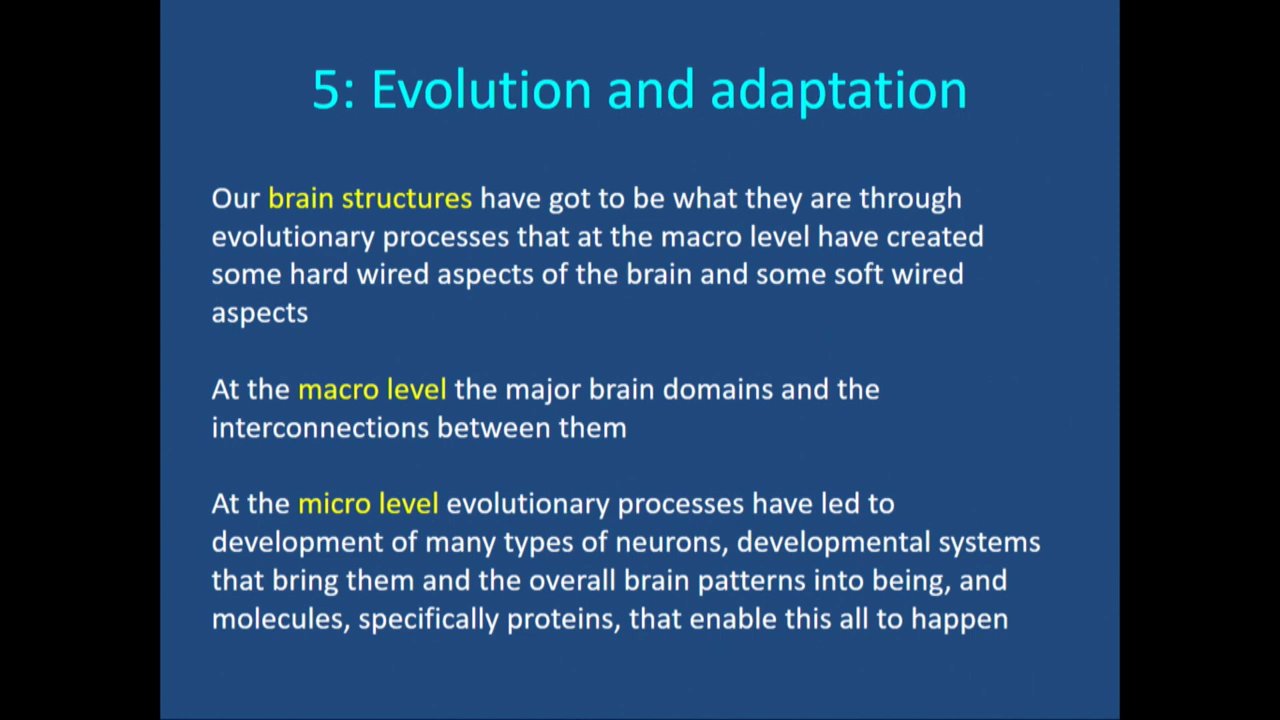 5: Evolution and adaptation
Our brain structures have got to be what they are through
evolutionary processes that at the macro level have created
some hard wired aspects of the brain and some soft wired
aspects
At the macro level the major brain domains and the
interconnections between them
At the micro level evolutionary processes have led to
development of many types of neurons, developmental systems
that bring them and the overall brain patterns into being, and
molecules, specifically proteins, that enable this all to happen